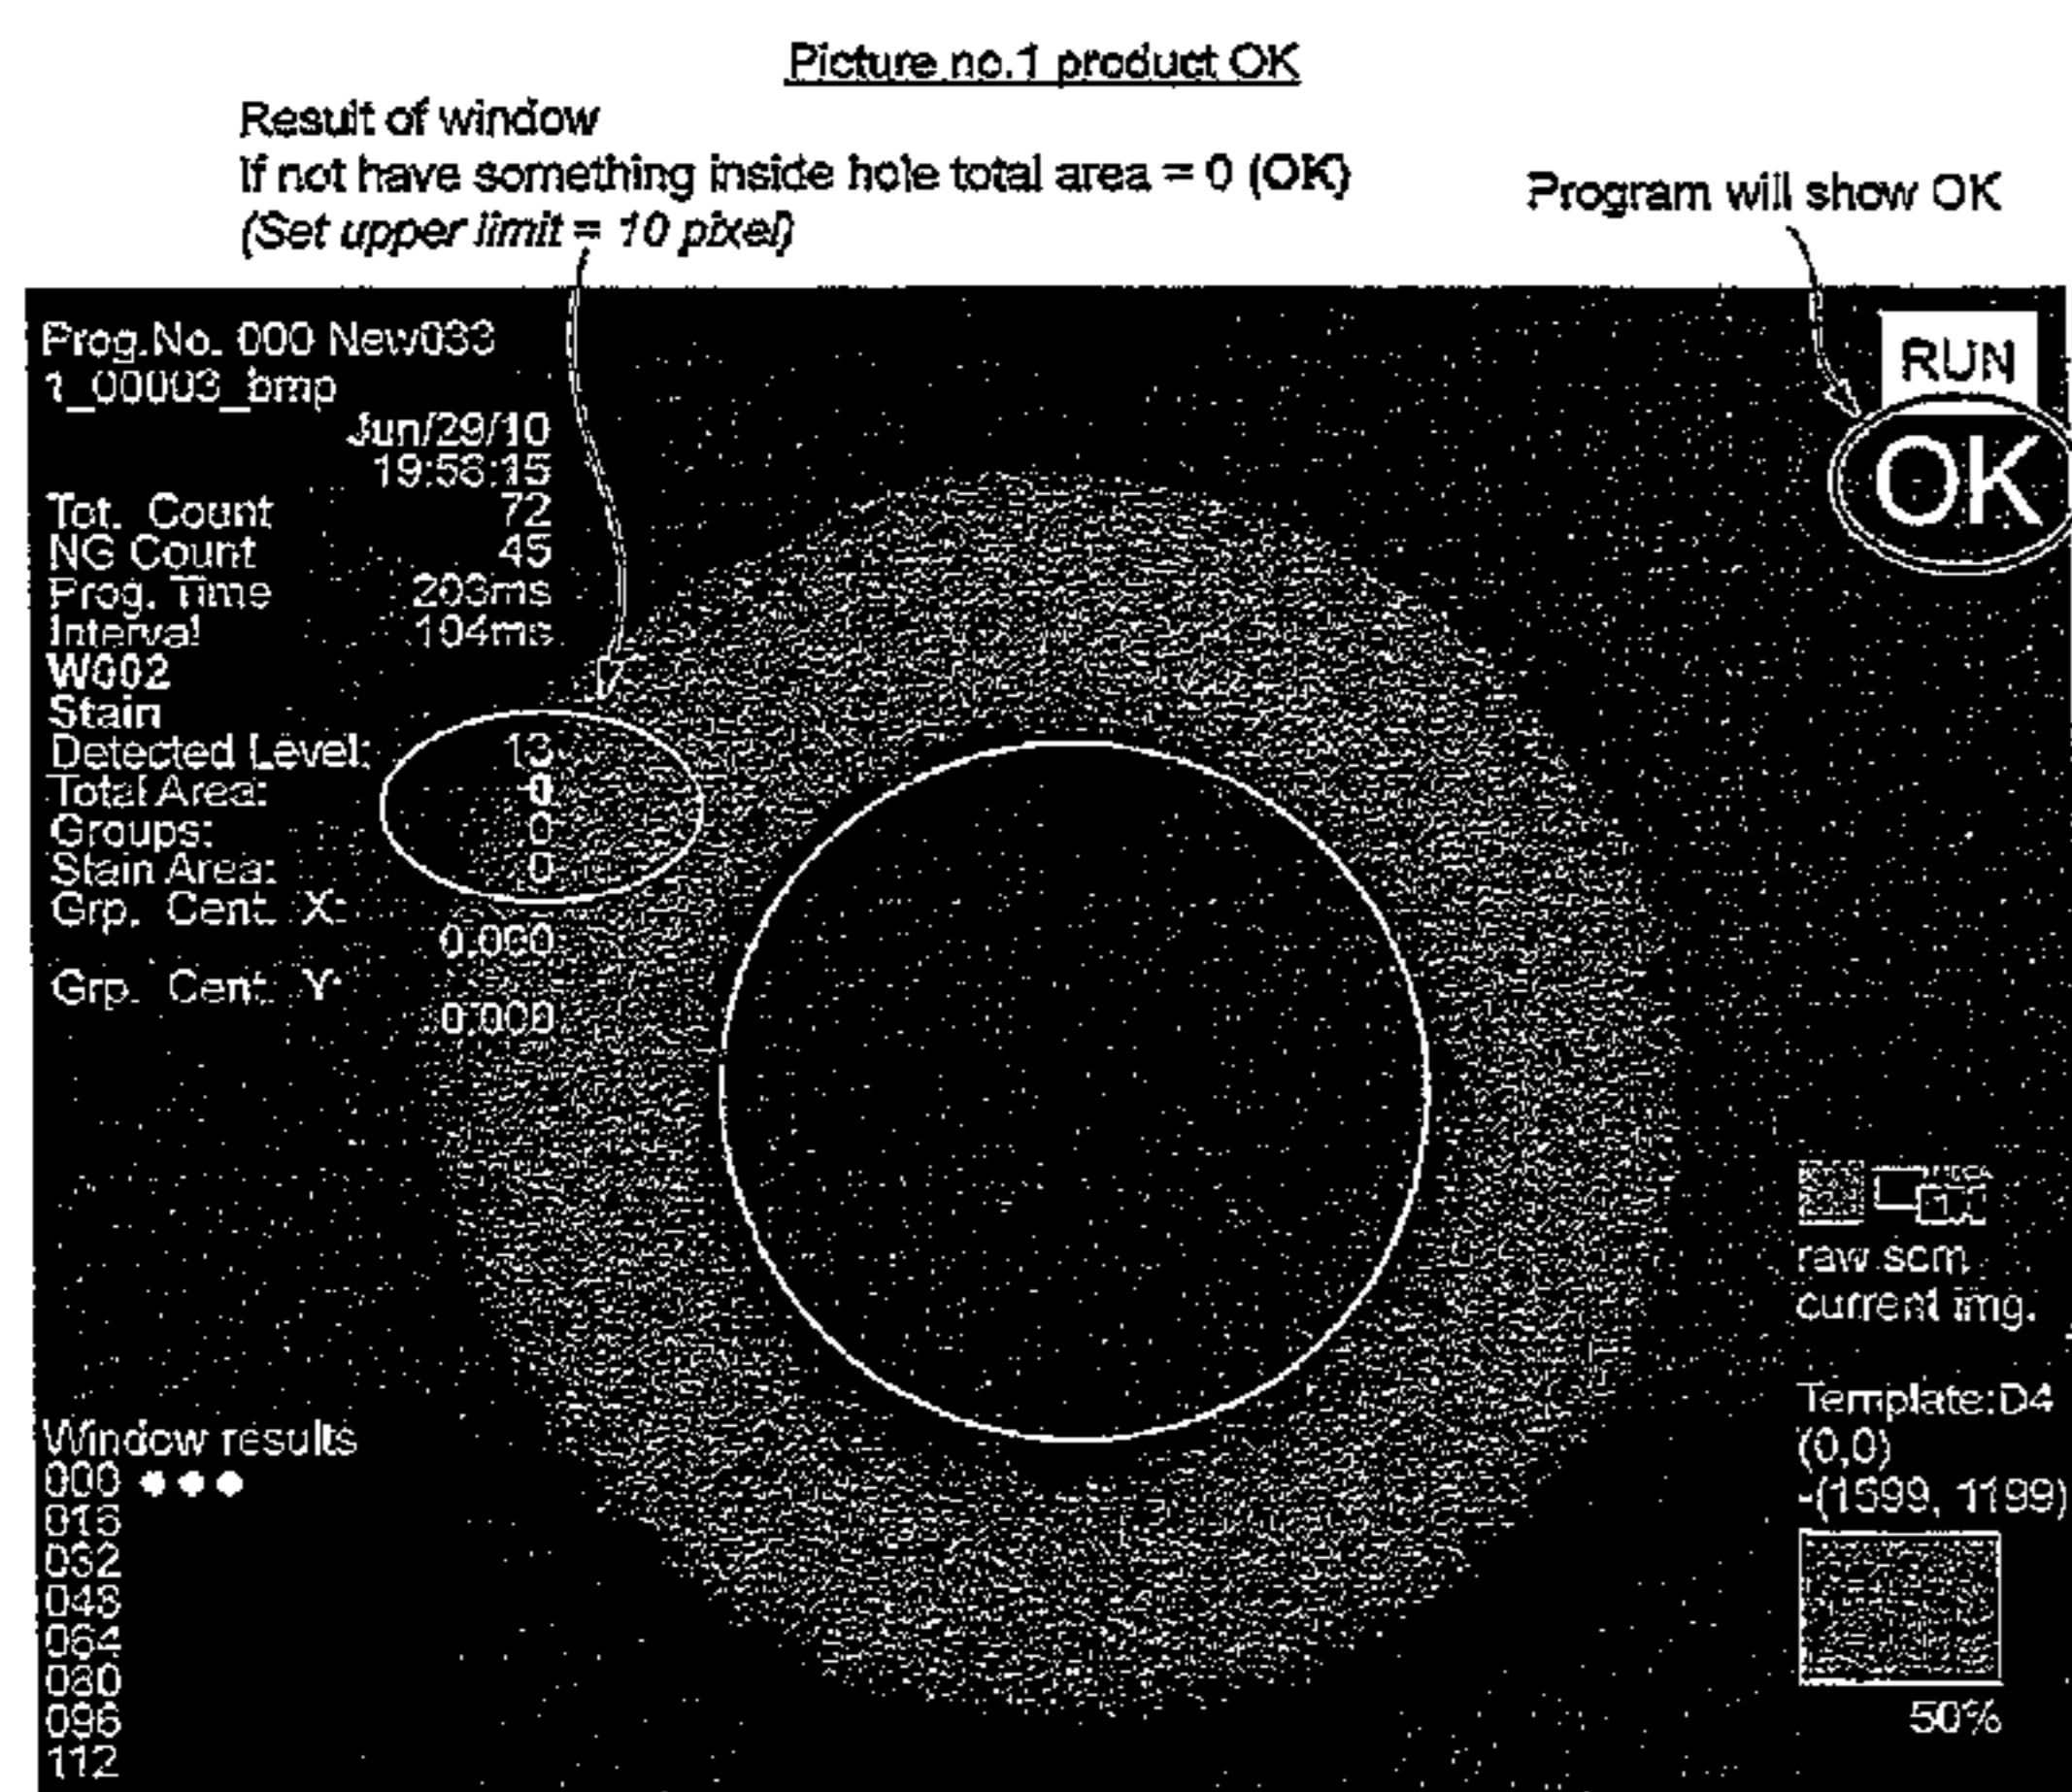 Picture no.1 product OK
Result of window
If not have something inside hole total area = 0 (OK)
(Set upper limit = 10 pixel)
Program will show OK
Prog.No. 000 New033
1_00003_bmp
Jun/29/10
19:58:15
Tot. Count 72
NG Count 45
Prog. Time 203ms
Interval 104ms
W002
Stain
Detected Level: 13
Total Area: 0
Groups: 0
Stain Area: 0
Grp. Cent. X:
0.000
Grp. Cent. Y:
0.000
RUN
OK
raw scrn
current img.
Template:D4
(0,0)
-(1599, 1199)
50%
Window results
000
016
032
048
064
080
096
112